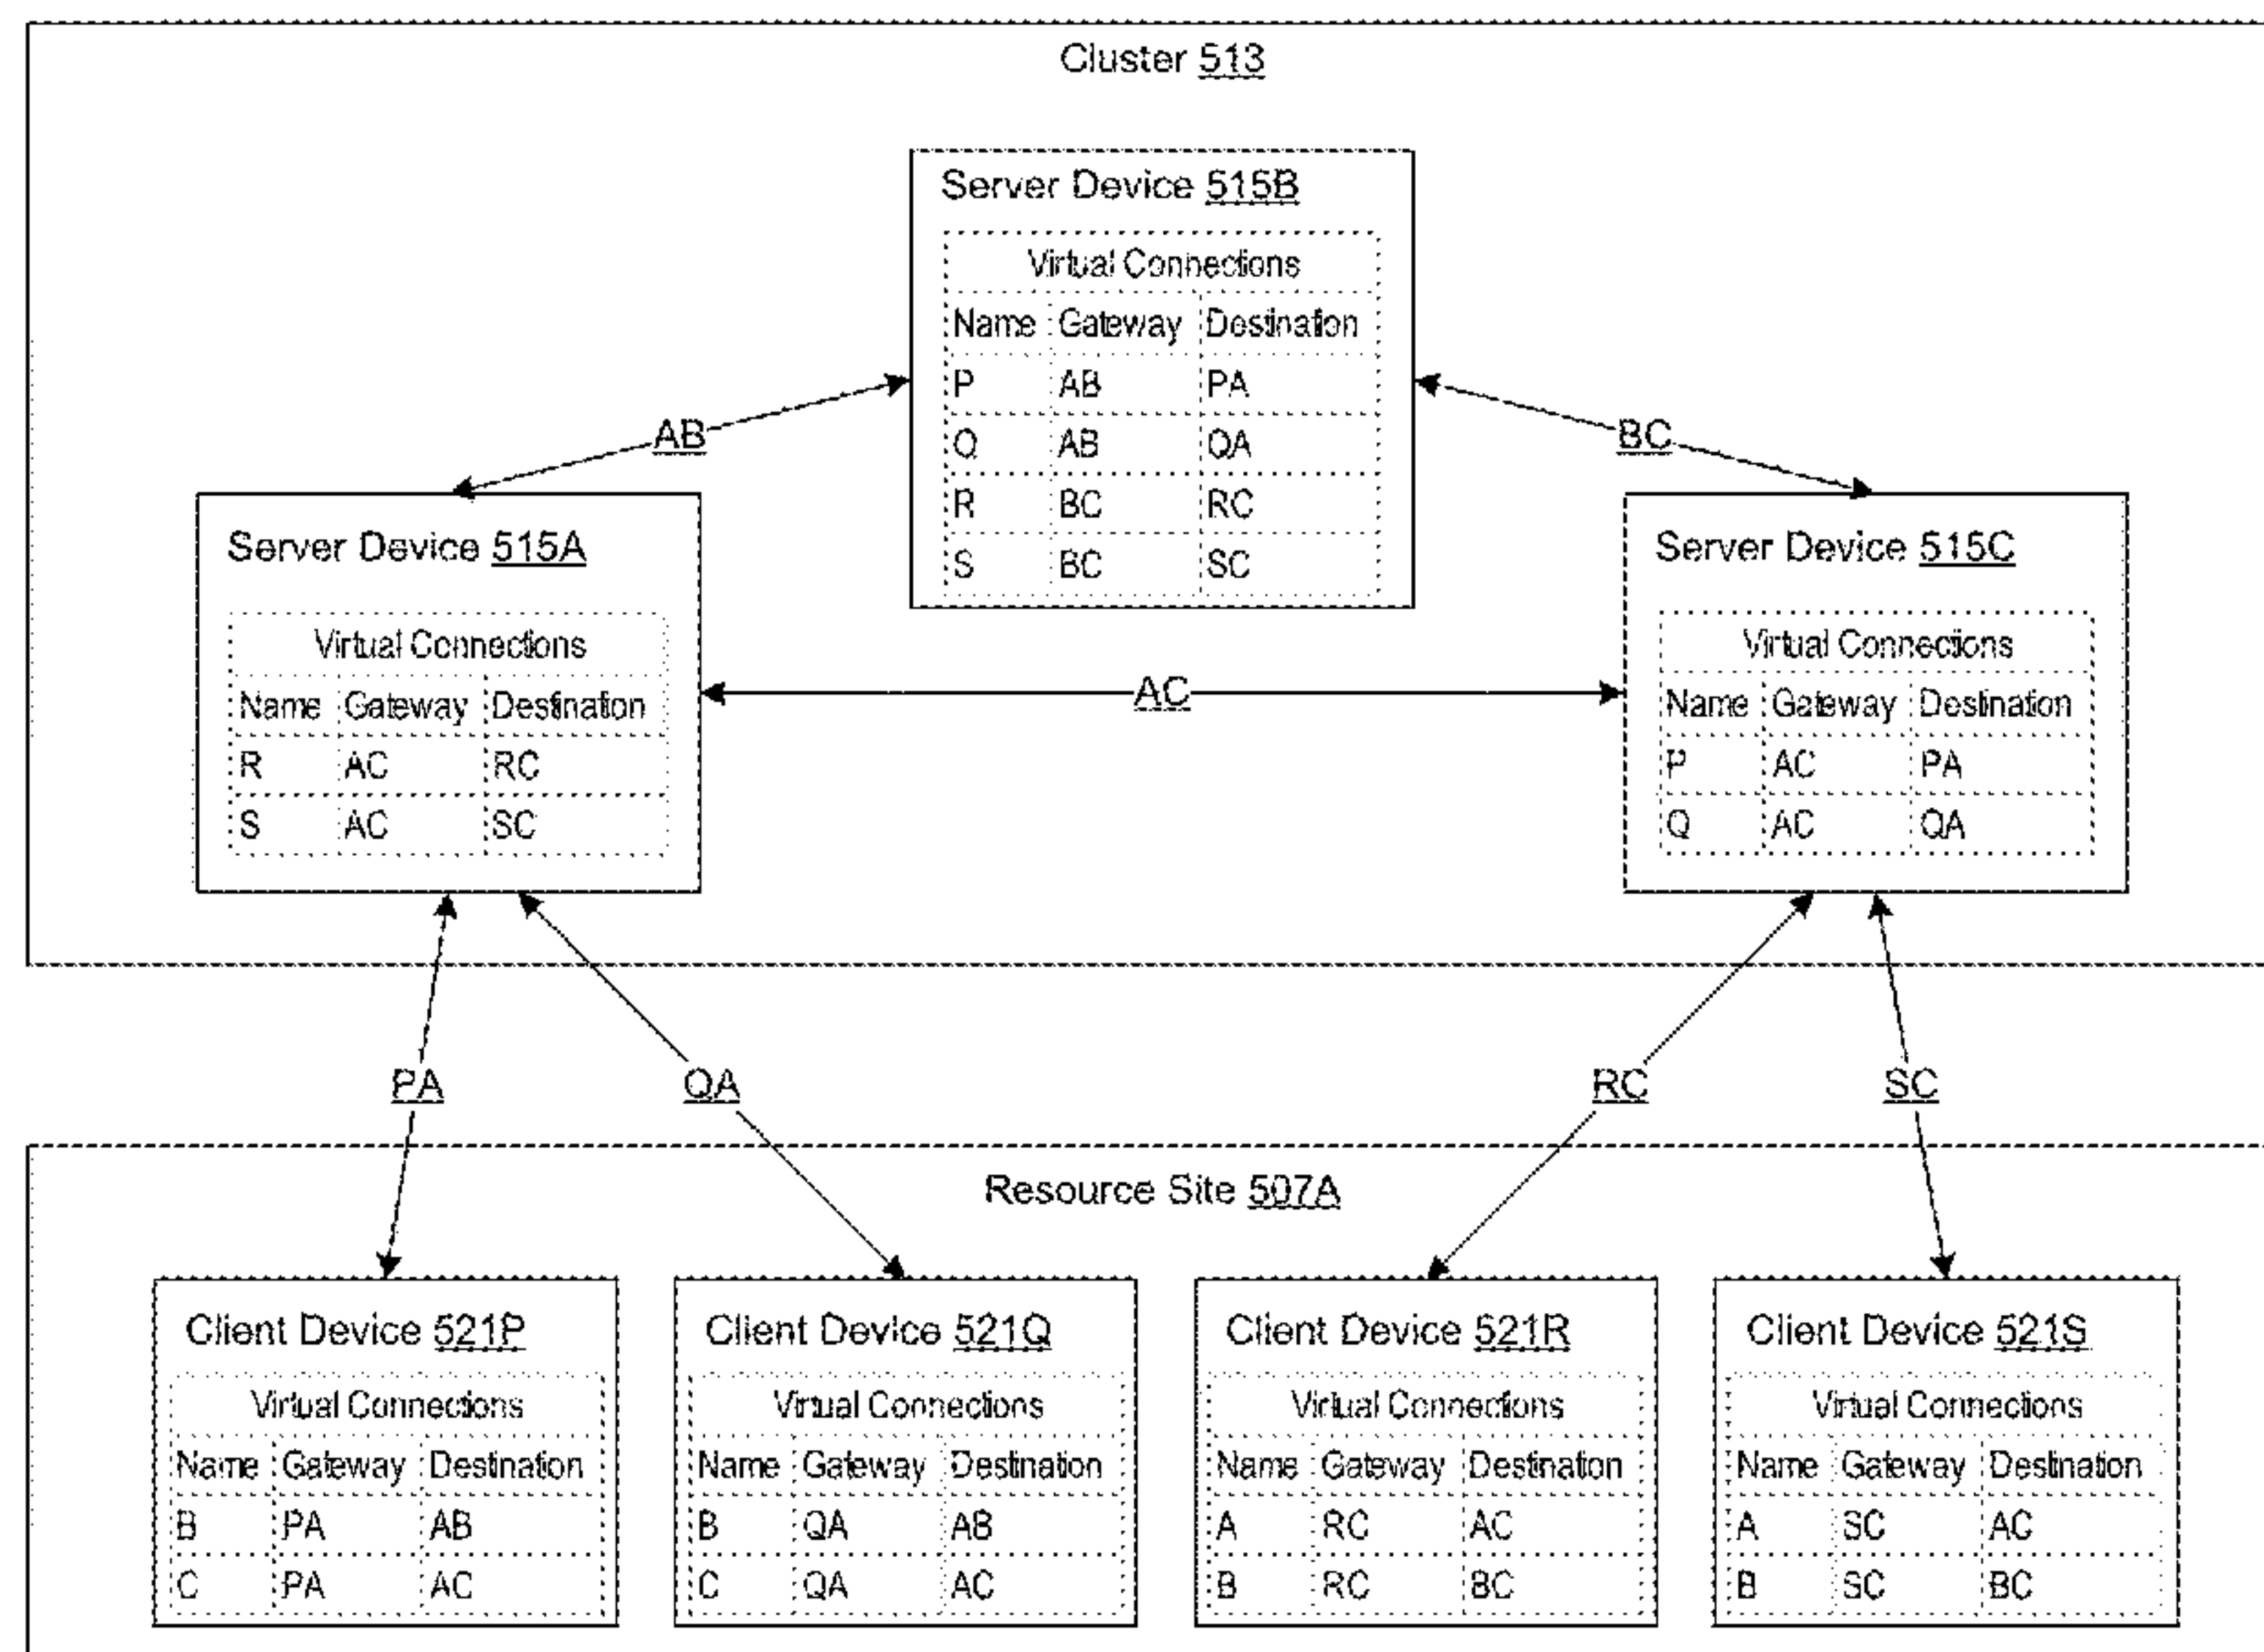 Cluster 513
Server Device 515B
Virtual Connections
Name Gateway Destination
P AB PA
Q AB QA
R BC RC
S BC SC
AB
BC
Server Device 515A
Virtual Connections
Name Gateway Destination
R AC RC
S AC SC
AC
Server Device 515C
Virtual Connections
Name Gateway Destination
P AC PA
Q AC QA
PA
QA
RC
SC
Resource Site 507A
Client Device 521P
Virtual Connections
Name Gateway Destination
B PA AB
C PA AC
Client Device 521Q
Virtual Connections
Name Gateway Destination
B QA AB
C QA AC
Client Device 521R
Virtual Connections
Name Gateway Destination
A RC AC
B RC BC
Client Device 521S
Virtual Connections
Name Gateway Destination
A SC AC
B SC BC